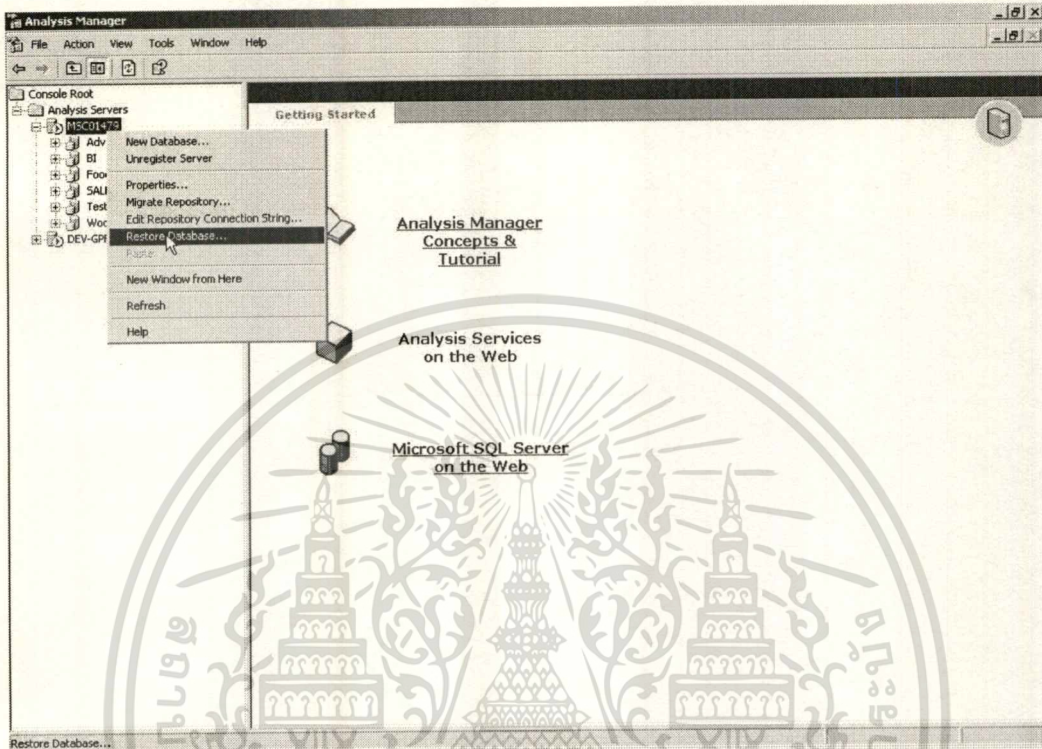 Analysis Manager
File Action View Tools Window Help
Console Root
Analysis Servers
MSC01479
Adv
BI
Foo
SALI
Test
Woo
DEV-GPF
New Database...
Unregister Server
Properties...
Migrate Repository...
Edit Repository Connection String...
Restore Database...
Paste
New Window from Here
Refresh
Help
Getting Started
Analysis Manager
Concepts &
Tutorial
Analysis Services
on the Web
Microsoft SQL Server
on the Web
Restore Database...